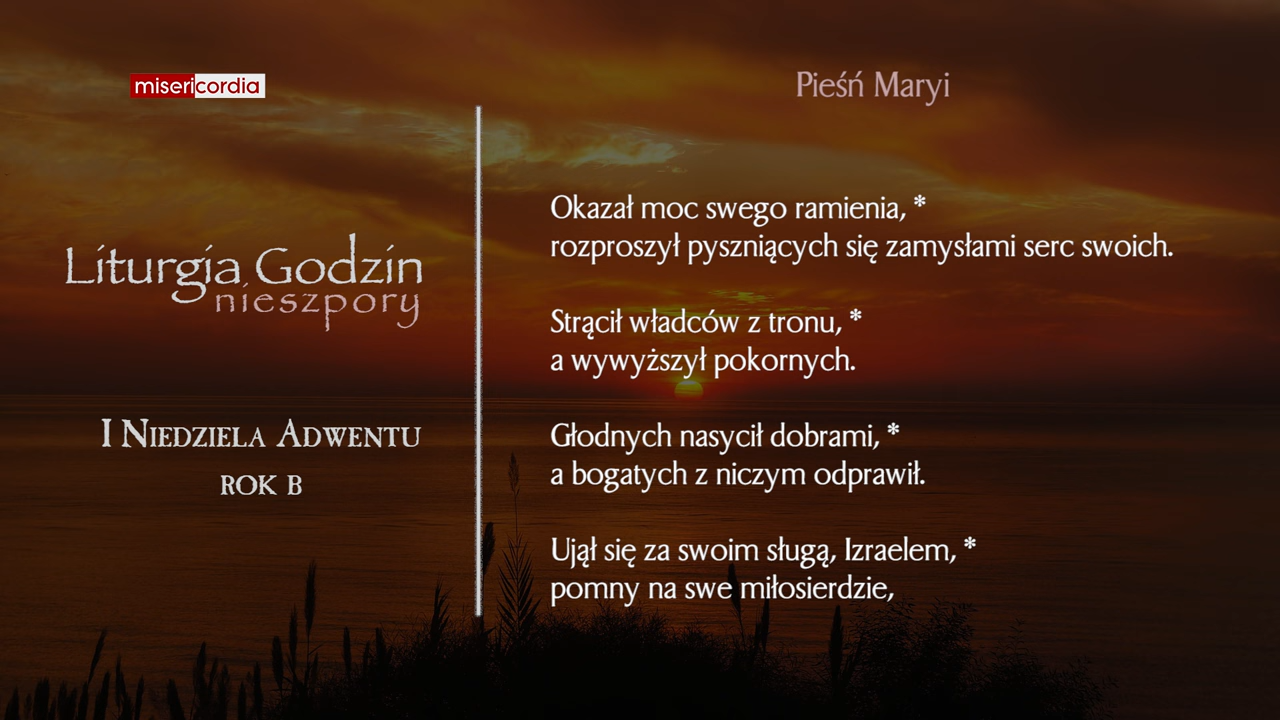 misericordia
Liturgia Godzin
nieszpory
I Niedziela Adwentu
rok B
Pieśń Maryi
Okazał moc swego ramienia, *
rozproszył pyszniących się zamysłami serc swoich.
Strącił władców z tronu, *
a wywyższył pokornych.
Głodnych nasycił dobrami, *
a bogatych z niczym odprawił.
Ujął się za swoim sługą, Izraelem, *
pomny na swe miłosierdzie,